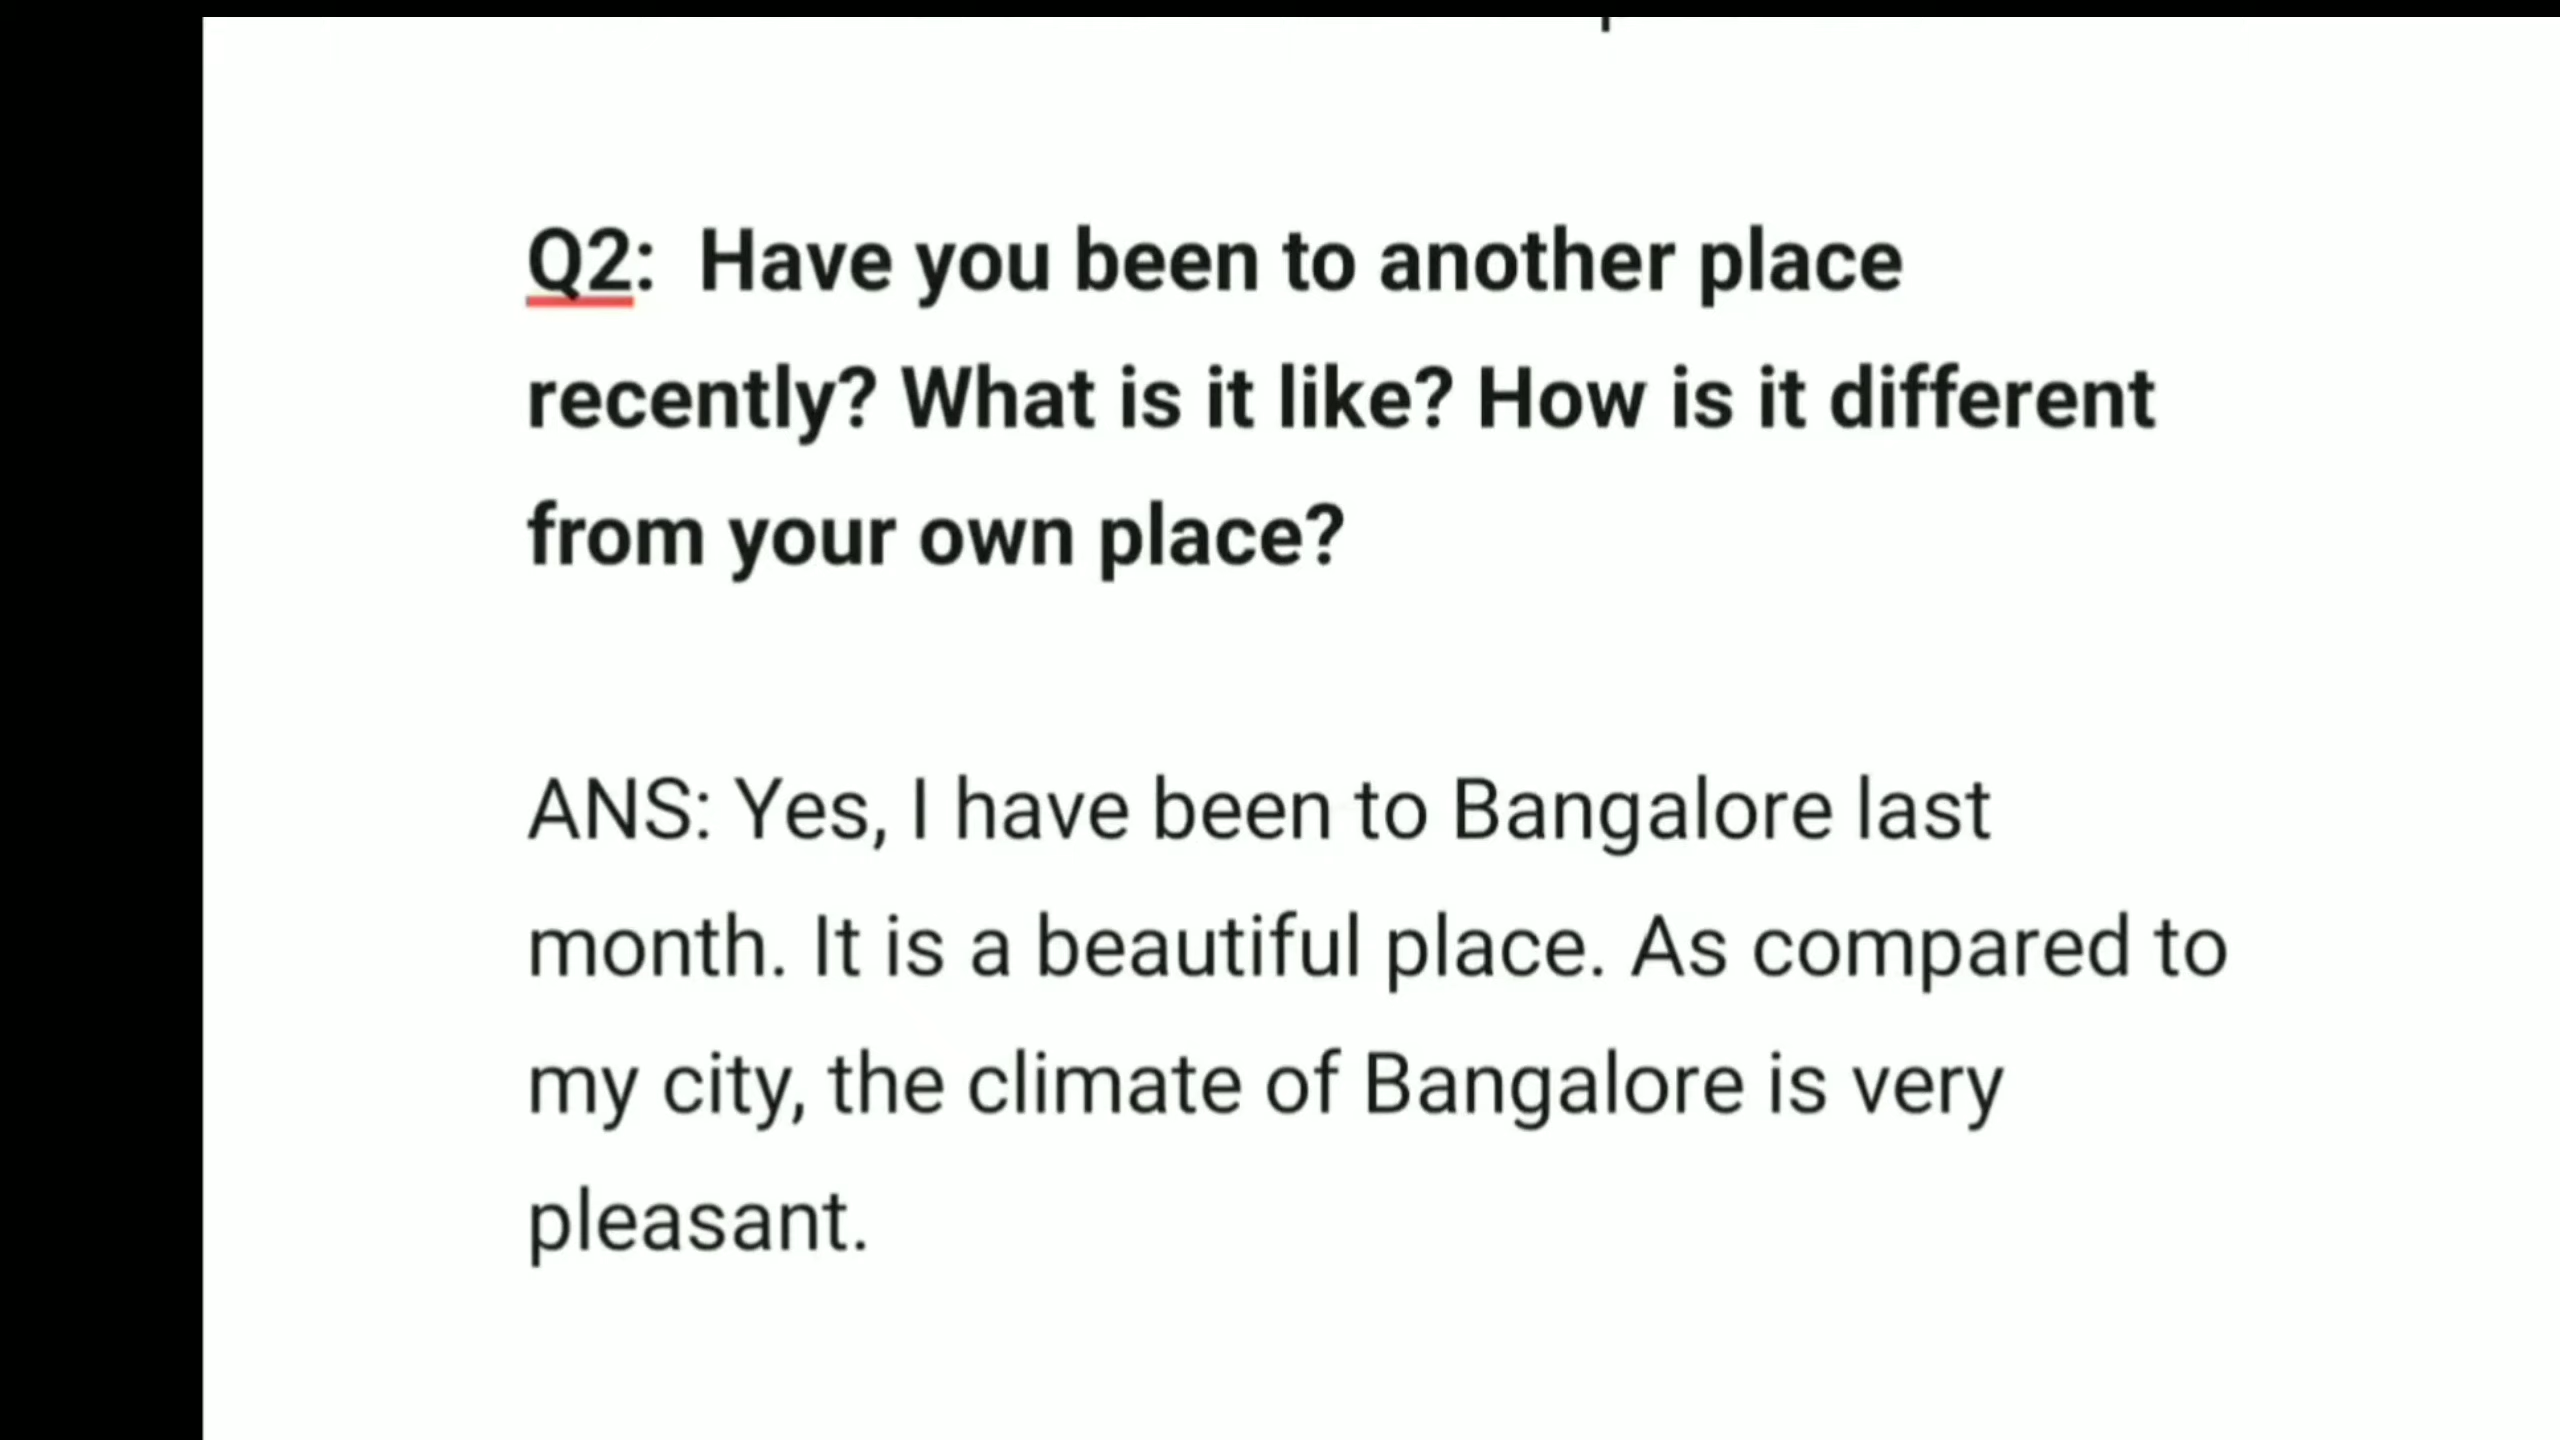 Q2:  Have you been to another place
recently? What is it like? How is it different
from your own place?
ANS: Yes, I have been to Bangalore last
month. It is a beautiful place. As compared to
my city, the climate of Bangalore is very
pleasant.